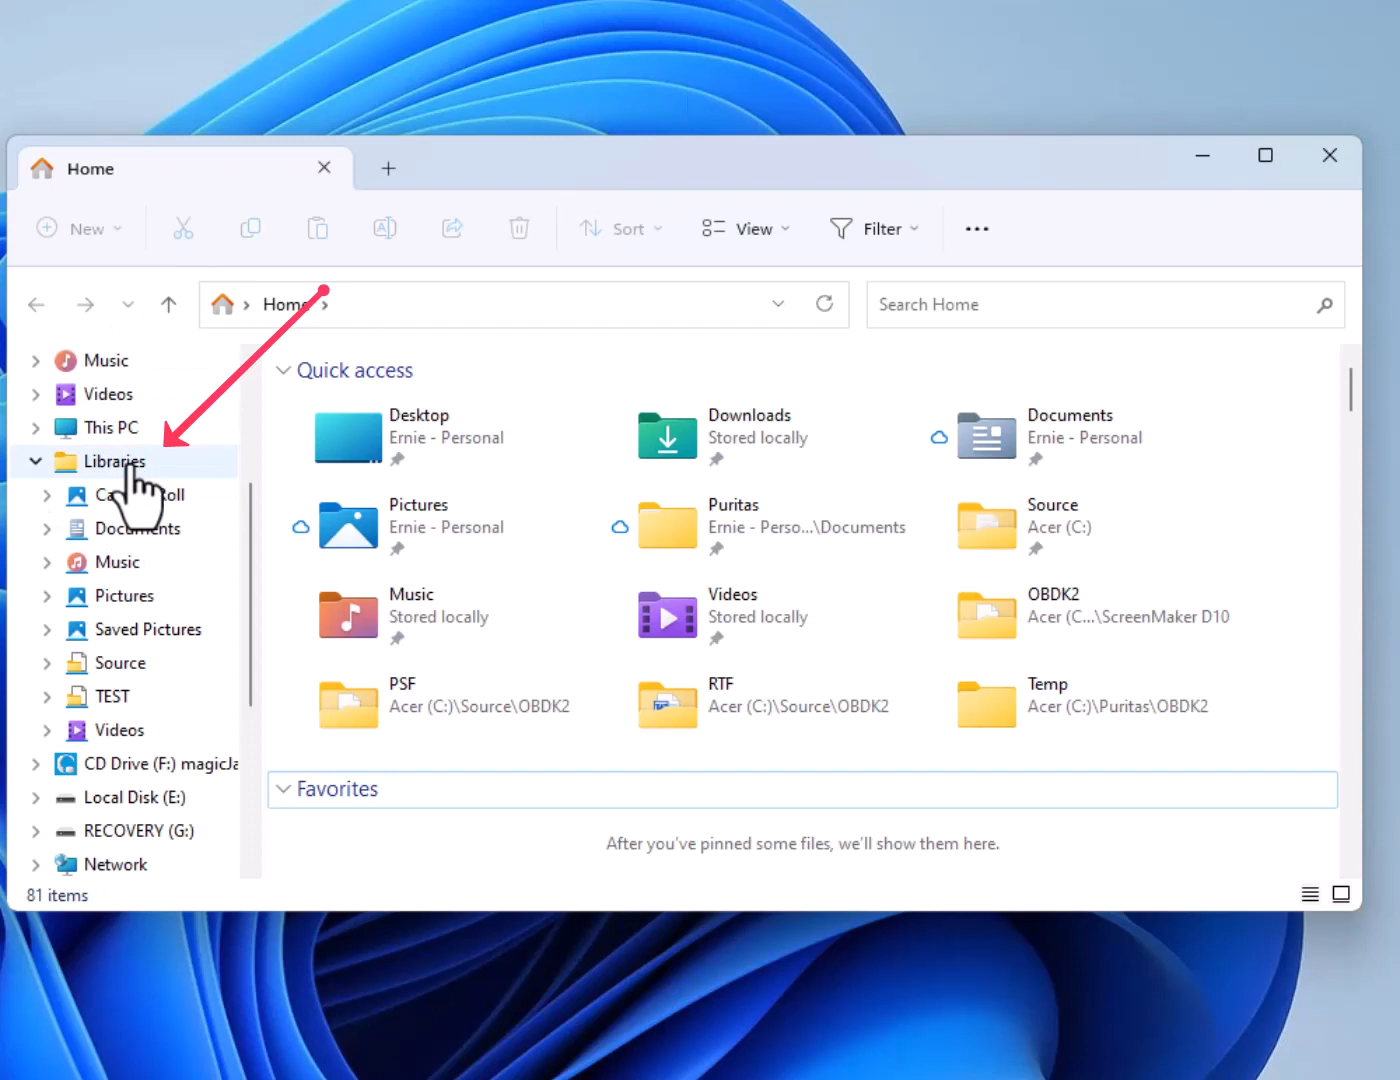 Home
New
Sort
View
Filter
Home
Search Home
Music
Videos
This PC
Libraries
Documents
Music
Pictures
Saved Pictures
Source
TEST
Videos
CD Drive (F:)
Local Disk (E:)
RECOVERY (G:)
Network
81 items
Quick access
Desktop
Ernie - Personal
Downloads
Stored locally
Documents
Ernie - Personal
Pictures
Ernie - Personal
Puritas
Ernie - Perso...\Documents
Source
Acer (C:)
Music
Stored locally
Videos
Stored locally
OBDK2
Acer (C...\ScreenMaker D10
PSF
Acer (C:)\Source\OBDK2
RTF
Acer (C:)\Source\OBDK2
Temp
Acer (C:)\Puritas\OBDK2
Favorites
After you've pinned some files, we'll show them here.